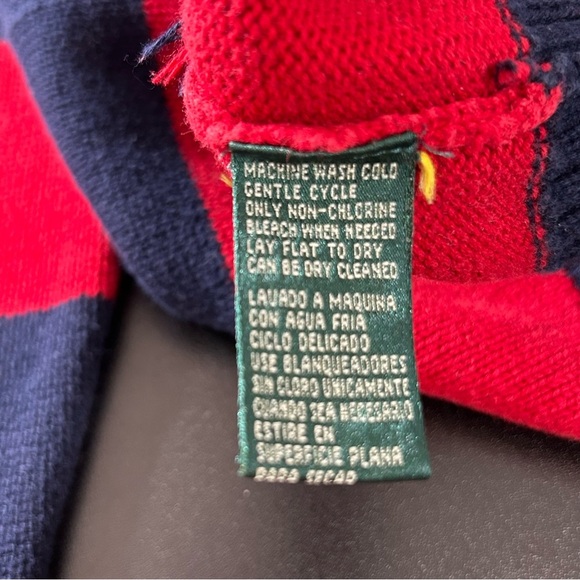 MACHINE WASH COLD
GENTLE CYCLE
ONLY NON-CHLORINE
BLEACH WHEN NEEDED
LAY FLAT TO DRY
CAN BE DRY CLEANED
LAVADO A MAQUINA
CON AGUA FRIA
CICLO DELICADO
USE BLANQUEADORES
SIN CLORO UNICAMENTE
CUANDO SEA NECESARIO
ESTIRE EN
SUPERFICIE PLANA
PARA SECAR